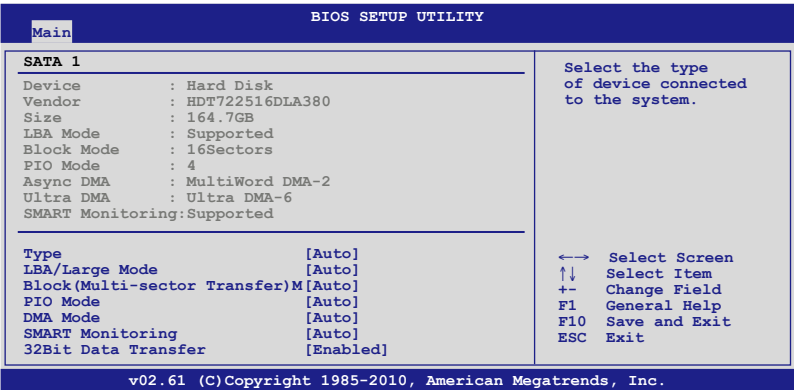 BIOS SETUP UTILITY
Main
SATA 1
Device : Hard Disk
Vendor : HDT722516DLA380
Size : 164.7GB
LBA Mode : Supported
Block Mode : 16Sectors
PIO Mode : 4
Async DMA : MultiWord DMA-2
Ultra DMA : Ultra DMA-6
SMART Monitoring:Supported
Type [Auto]
LBA/Large Mode [Auto]
Block(Multi-sector Transfer)M[Auto]
PIO Mode [Auto]
DMA Mode [Auto]
SMART Monitoring [Auto]
32Bit Data Transfer [Enabled]
Select the type
of device connected
to the system.
←→ Select Screen
↑↓ Select Item
+- Change Field
F1 General Help
F10 Save and Exit
ESC Exit
v02.61 (C)Copyright 1985-2010, American Megatrends, Inc.